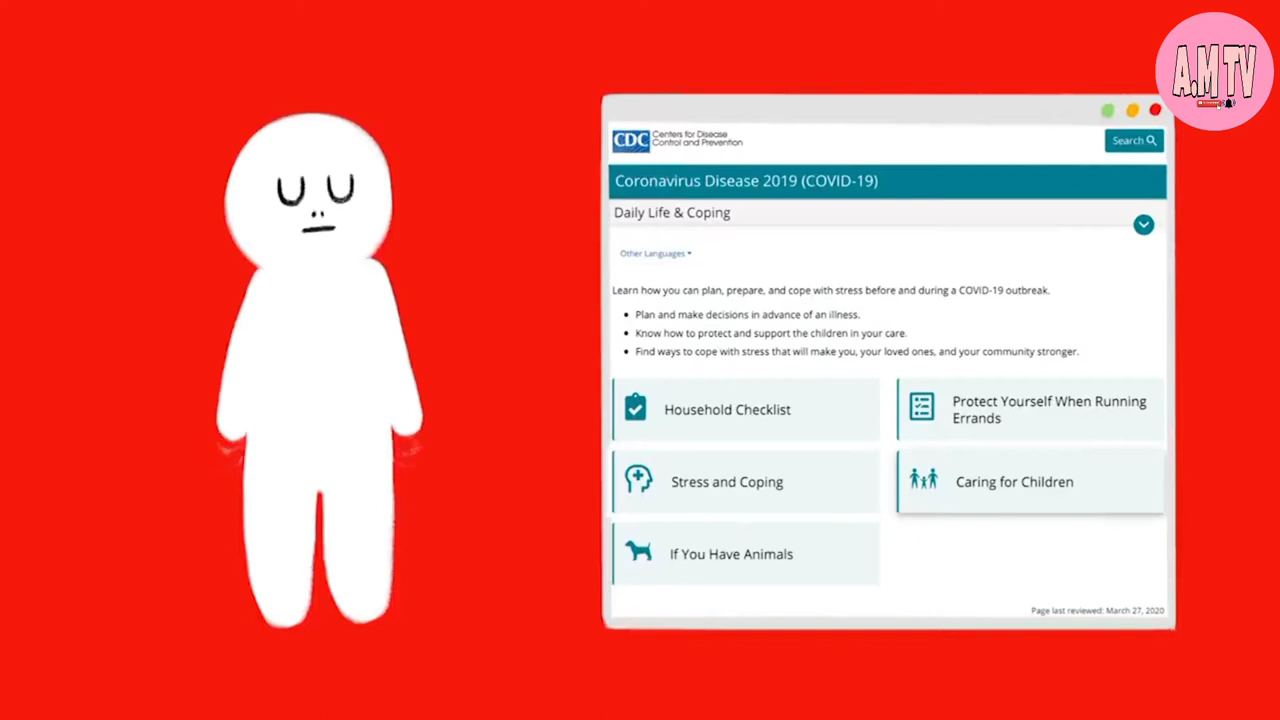 A.M TV
CDC Centers for Disease
Control and Prevention
Search
Coronavirus Disease 2019 (COVID-19)
Daily Life & Coping
Other Languages
Learn how you can plan, prepare, and cope with stress before and during a COVID-19 outbreak.
• Plan and make decisions in advance of an illness.
• Know how to protect and support the children in your care.
• Find ways to cope with stress that will make you, your loved ones, and your community stronger.
Household Checklist
Protect Yourself When Running
Errands
Stress and Coping
Caring for Children
If You Have Animals
Page last reviewed: March 27, 2020